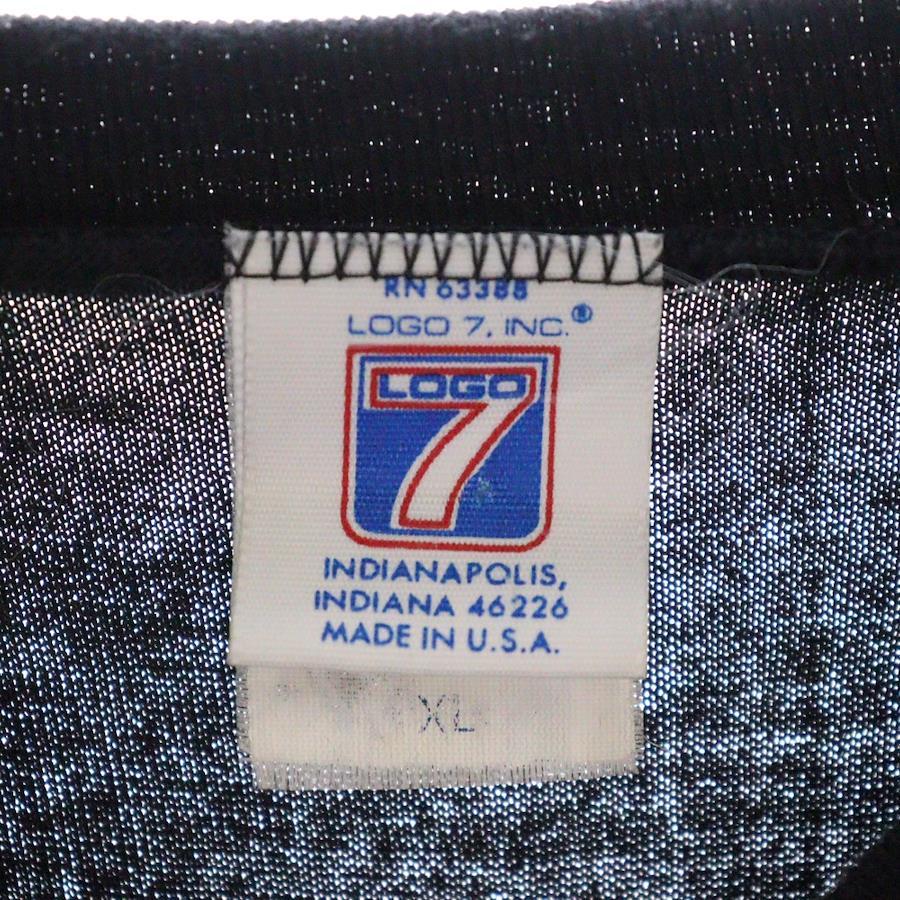 RN 63388
LOGO 7, INC.®
LOGO
7
INDIANAPOLIS,
INDIANA 46226
MADE IN U.S.A.
XL